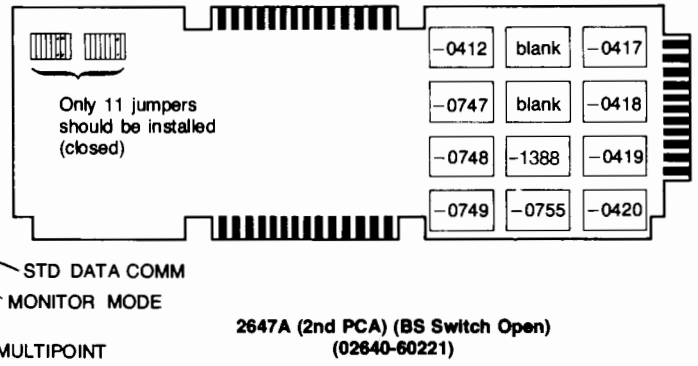 −0412 blank −0417
Only 11 jumpers
should be installed
(closed)
−0747 blank −0418
−0748 −1388 −0419
−0749 −0755 −0420
STD DATA COMM
MONITOR MODE
MULTIPOINT
2647A (2nd PCA) (BS Switch Open)
(02640-60221)